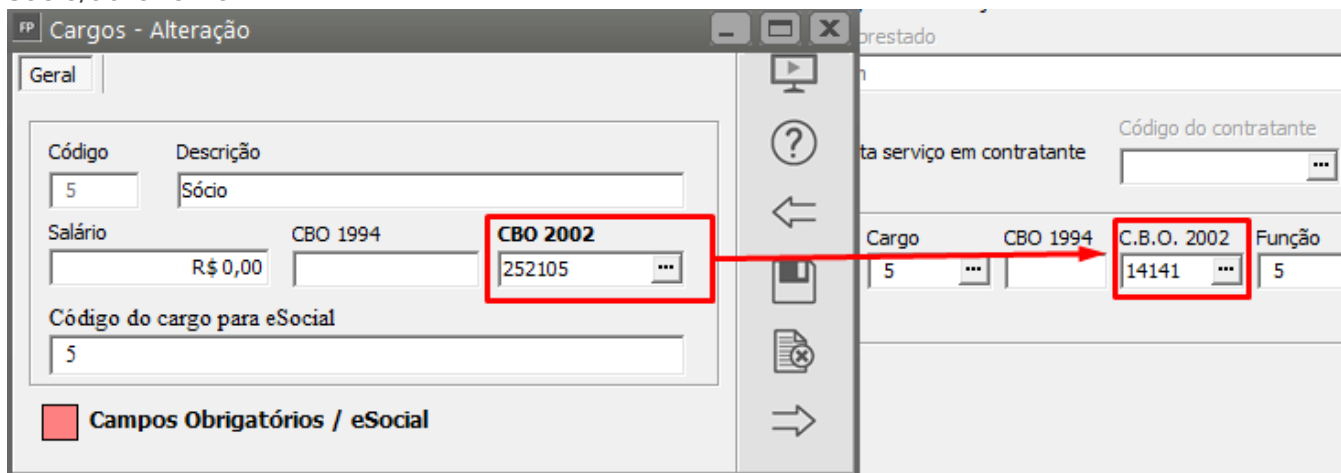 FP Cargos - Alteração
Geral
Código Descrição
5 Sócio
Salário CBO 1994 CBO 2002
R$ 0,00 252105 ...
Código do cargo para eSocial
5
Campos Obrigatórios / eSocial
prestado
Código do contratante
ta serviço em contratante ...
Cargo CBO 1994 C.B.O. 2002 Função
5 ... 14141 ... 5